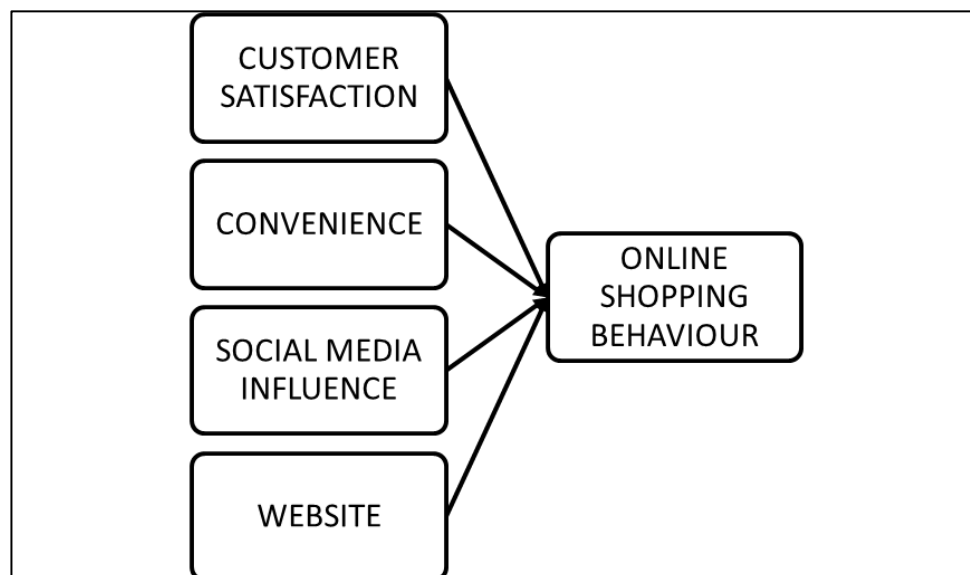 CUSTOMER
SATISFACTION
CONVENIENCE
SOCIAL MEDIA
INFLUENCE
WEBSITE
ONLINE
SHOPPING
BEHAVIOUR